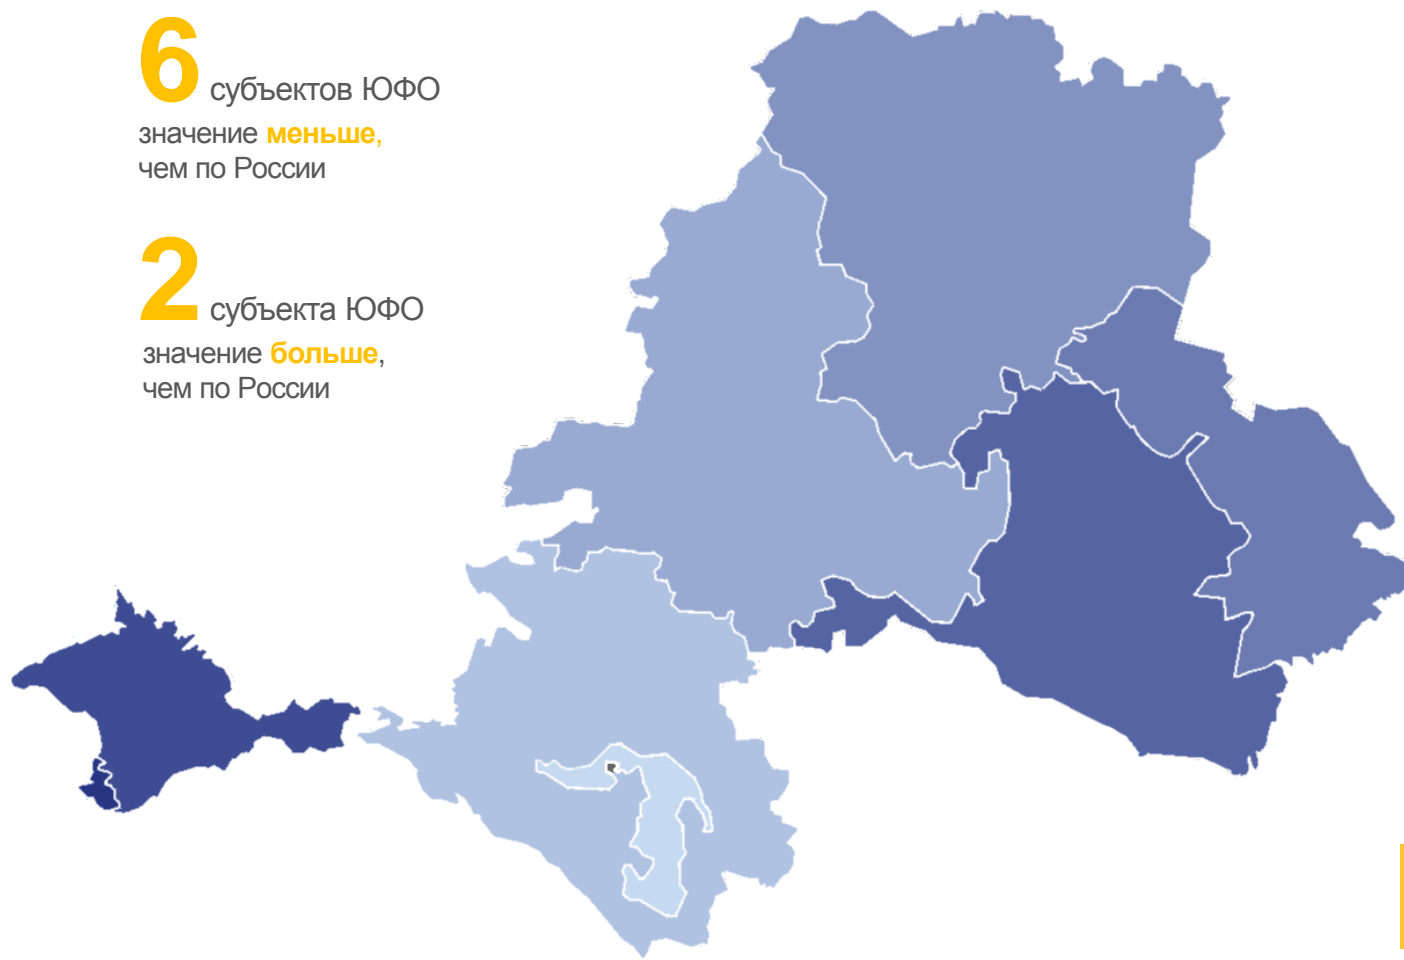 6 субъектов ЮФО
значение меньше,
чем по России
2 субъекта ЮФО
значение больше,
чем по России